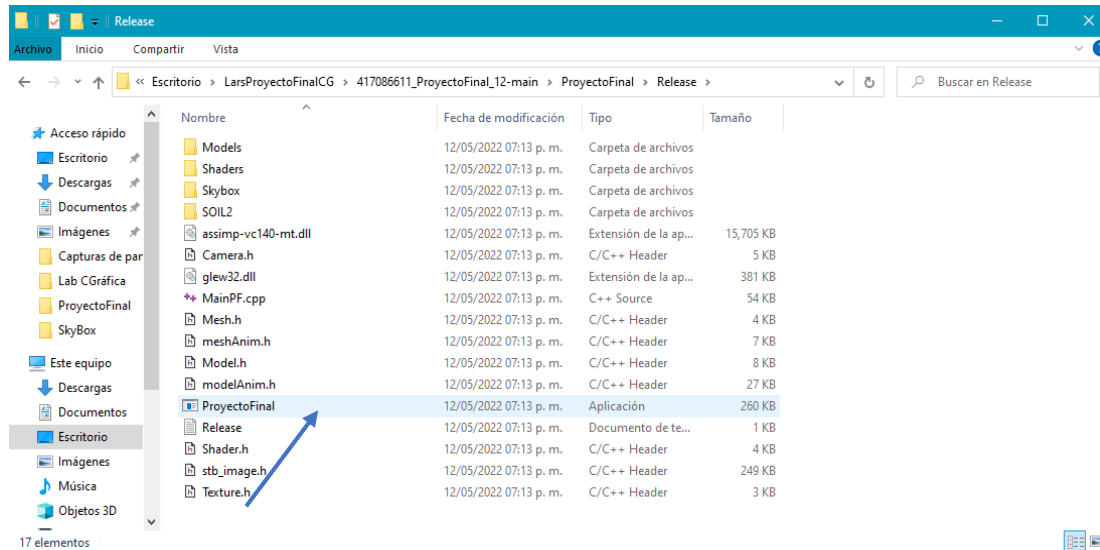 Release
Archivo Inicio Compartir Vista
« Escritorio > LarsProyectoFinalCG > 417086611_ProyectoFinal_12-main > ProyectoFinal > Release >
Buscar en Release
Acceso rápido
Escritorio
Descargas
Documentos
Imágenes
Capturas de par
Lab CGráfica
ProyectoFinal
SkyBox
Este equipo
Descargas
Documentos
Escritorio
Imágenes
Música
Objetos 3D
Nombre Fecha de modificación Tipo Tamaño
Models 12/05/2022 07:13 p. m. Carpeta de archivos
Shaders 12/05/2022 07:13 p. m. Carpeta de archivos
Skybox 12/05/2022 07:13 p. m. Carpeta de archivos
SOIL2 12/05/2022 07:13 p. m. Carpeta de archivos
assimp-vc140-mt.dll 12/05/2022 07:13 p. m. Extensión de la ap... 15,705 KB
Camera.h 12/05/2022 07:13 p. m. C/C++ Header 5 KB
glew32.dll 12/05/2022 07:13 p. m. Extensión de la ap... 381 KB
MainPF.cpp 12/05/2022 07:13 p. m. C++ Source 54 KB
Mesh.h 12/05/2022 07:13 p. m. C/C++ Header 4 KB
meshAnim.h 12/05/2022 07:13 p. m. C/C++ Header 7 KB
Model.h 12/05/2022 07:13 p. m. C/C++ Header 8 KB
modelAnim.h 12/05/2022 07:13 p. m. C/C++ Header 27 KB
ProyectoFinal 12/05/2022 07:13 p. m. Aplicación 260 KB
Release 12/05/2022 07:13 p. m. Documento de te... 1 KB
Shader.h 12/05/2022 07:13 p. m. C/C++ Header 4 KB
stb_image.h 12/05/2022 07:13 p. m. C/C++ Header 249 KB
Texture.h 12/05/2022 07:13 p. m. C/C++ Header 3 KB
17 elementos